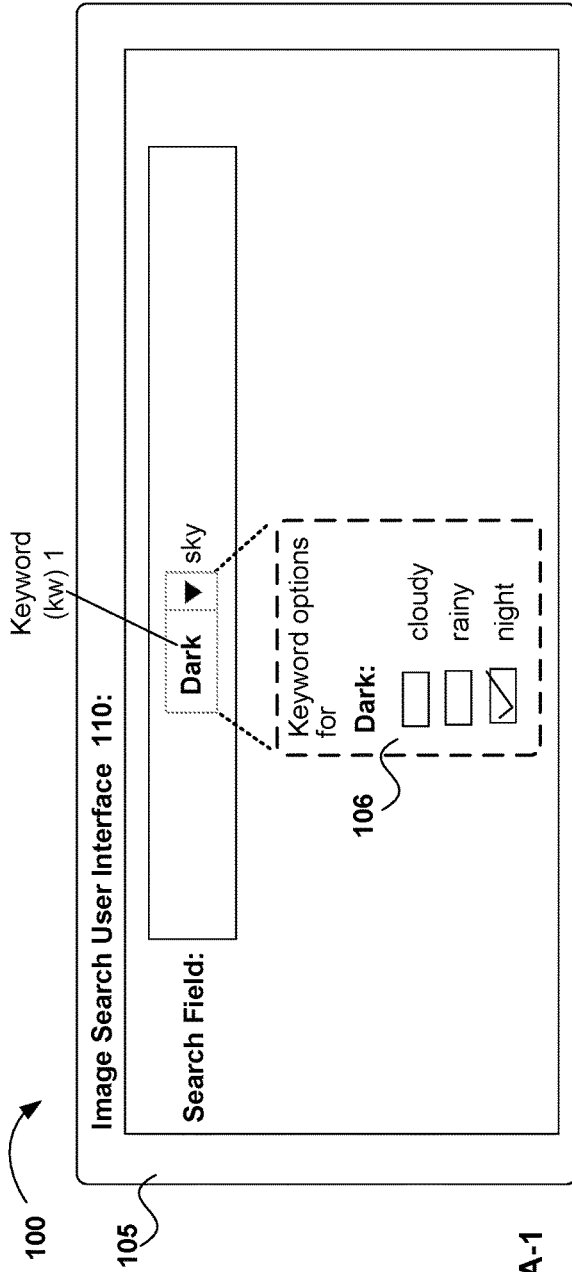 100
Keyword
(kw) 1
105
Image Search User Interface 110:
Search Field:
Dark ▼ sky
Keyword options
for
Dark:
106
cloudy
rainy
night
A-1